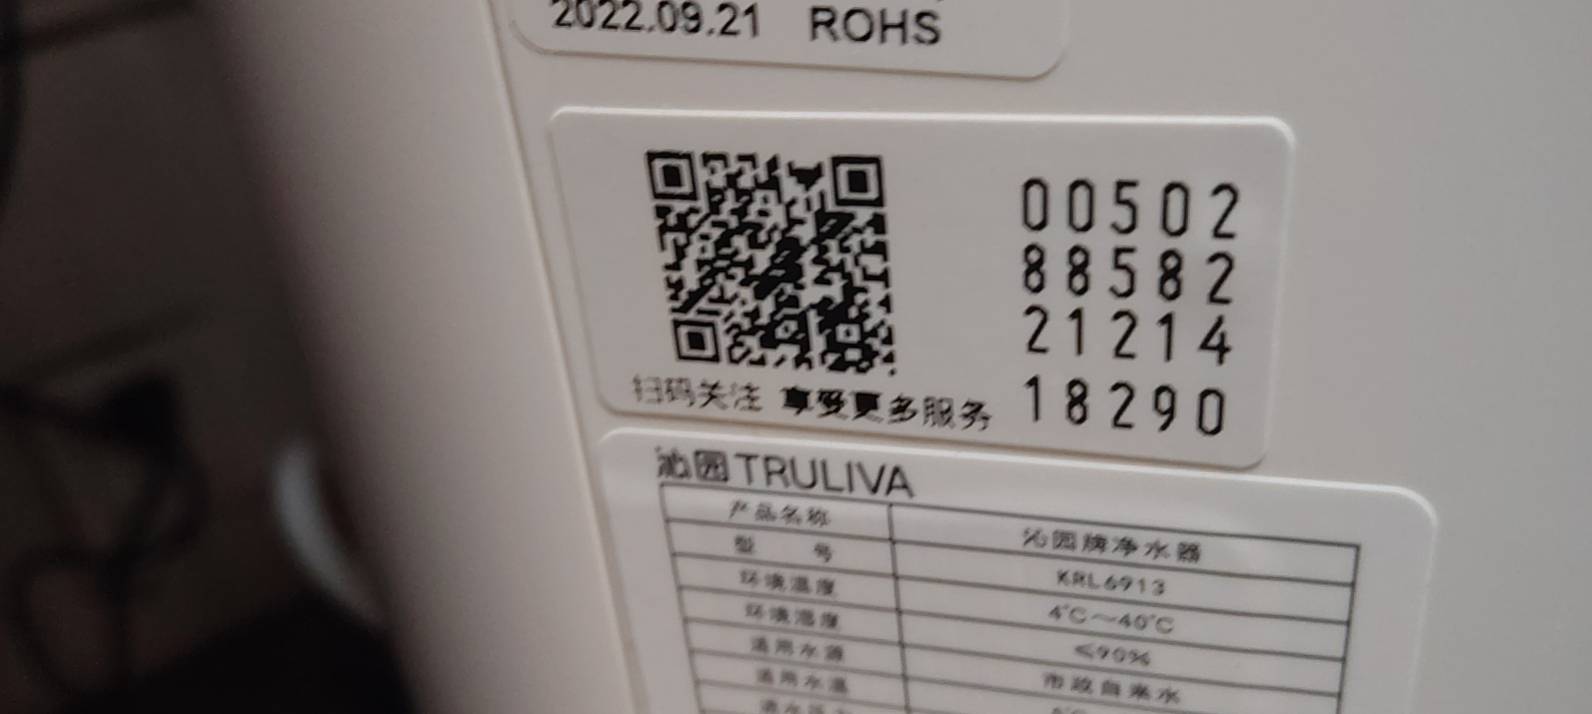 2022.09.21 ROHS
00502
88582
21214
18290
扫码关注 享受更多服务
沁园TRULIVA
产品名称 沁园牌净水器
型 号 KRL6913
环境温度 4℃~40℃
环境湿度 ≤90%
适用水源 市政自来水
适用水温